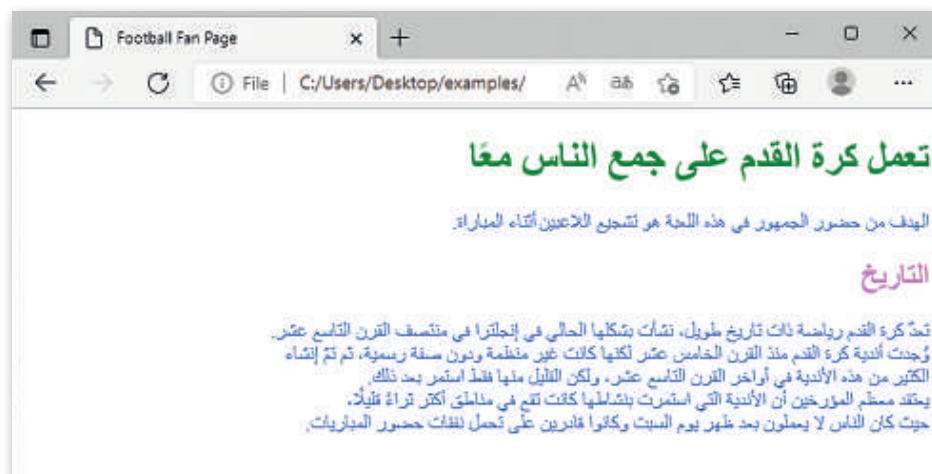 Football Fan Page
File | C:/Users/Desktop/examples/
تعمل كرة القدم على جمع الناس معًا
الهدف من حضور الجمهور في هذه اللعبة هو تشجيع اللاعبين أثناء المباراة.
التاريخ
تعدّ كرة القدم رياضة ذات تاريخ طويل، نشأت بشكلها الحالي في إنجلترا في منتصف القرن التاسع عشر.
وُجدت أندية كرة القدم منذ القرن الخامس عشر لكنها كانت غير منظمة ودون صفة رسمية، ثم تمّ إنشاء
الكثير من هذه الأندية في أواخر القرن التاسع عشر، ولكن القليل منها فقط استمر بعد ذلك.
يعتقد معظم المؤرخين أن الأندية التي استمرت بنشاطها كانت تقع في مناطق أكثر ثراءً قليلًا،
حيث كان الناس لا يعملون بعد ظهر يوم السبت وكانوا قادرين على تحمل نفقات حضور المباريات.